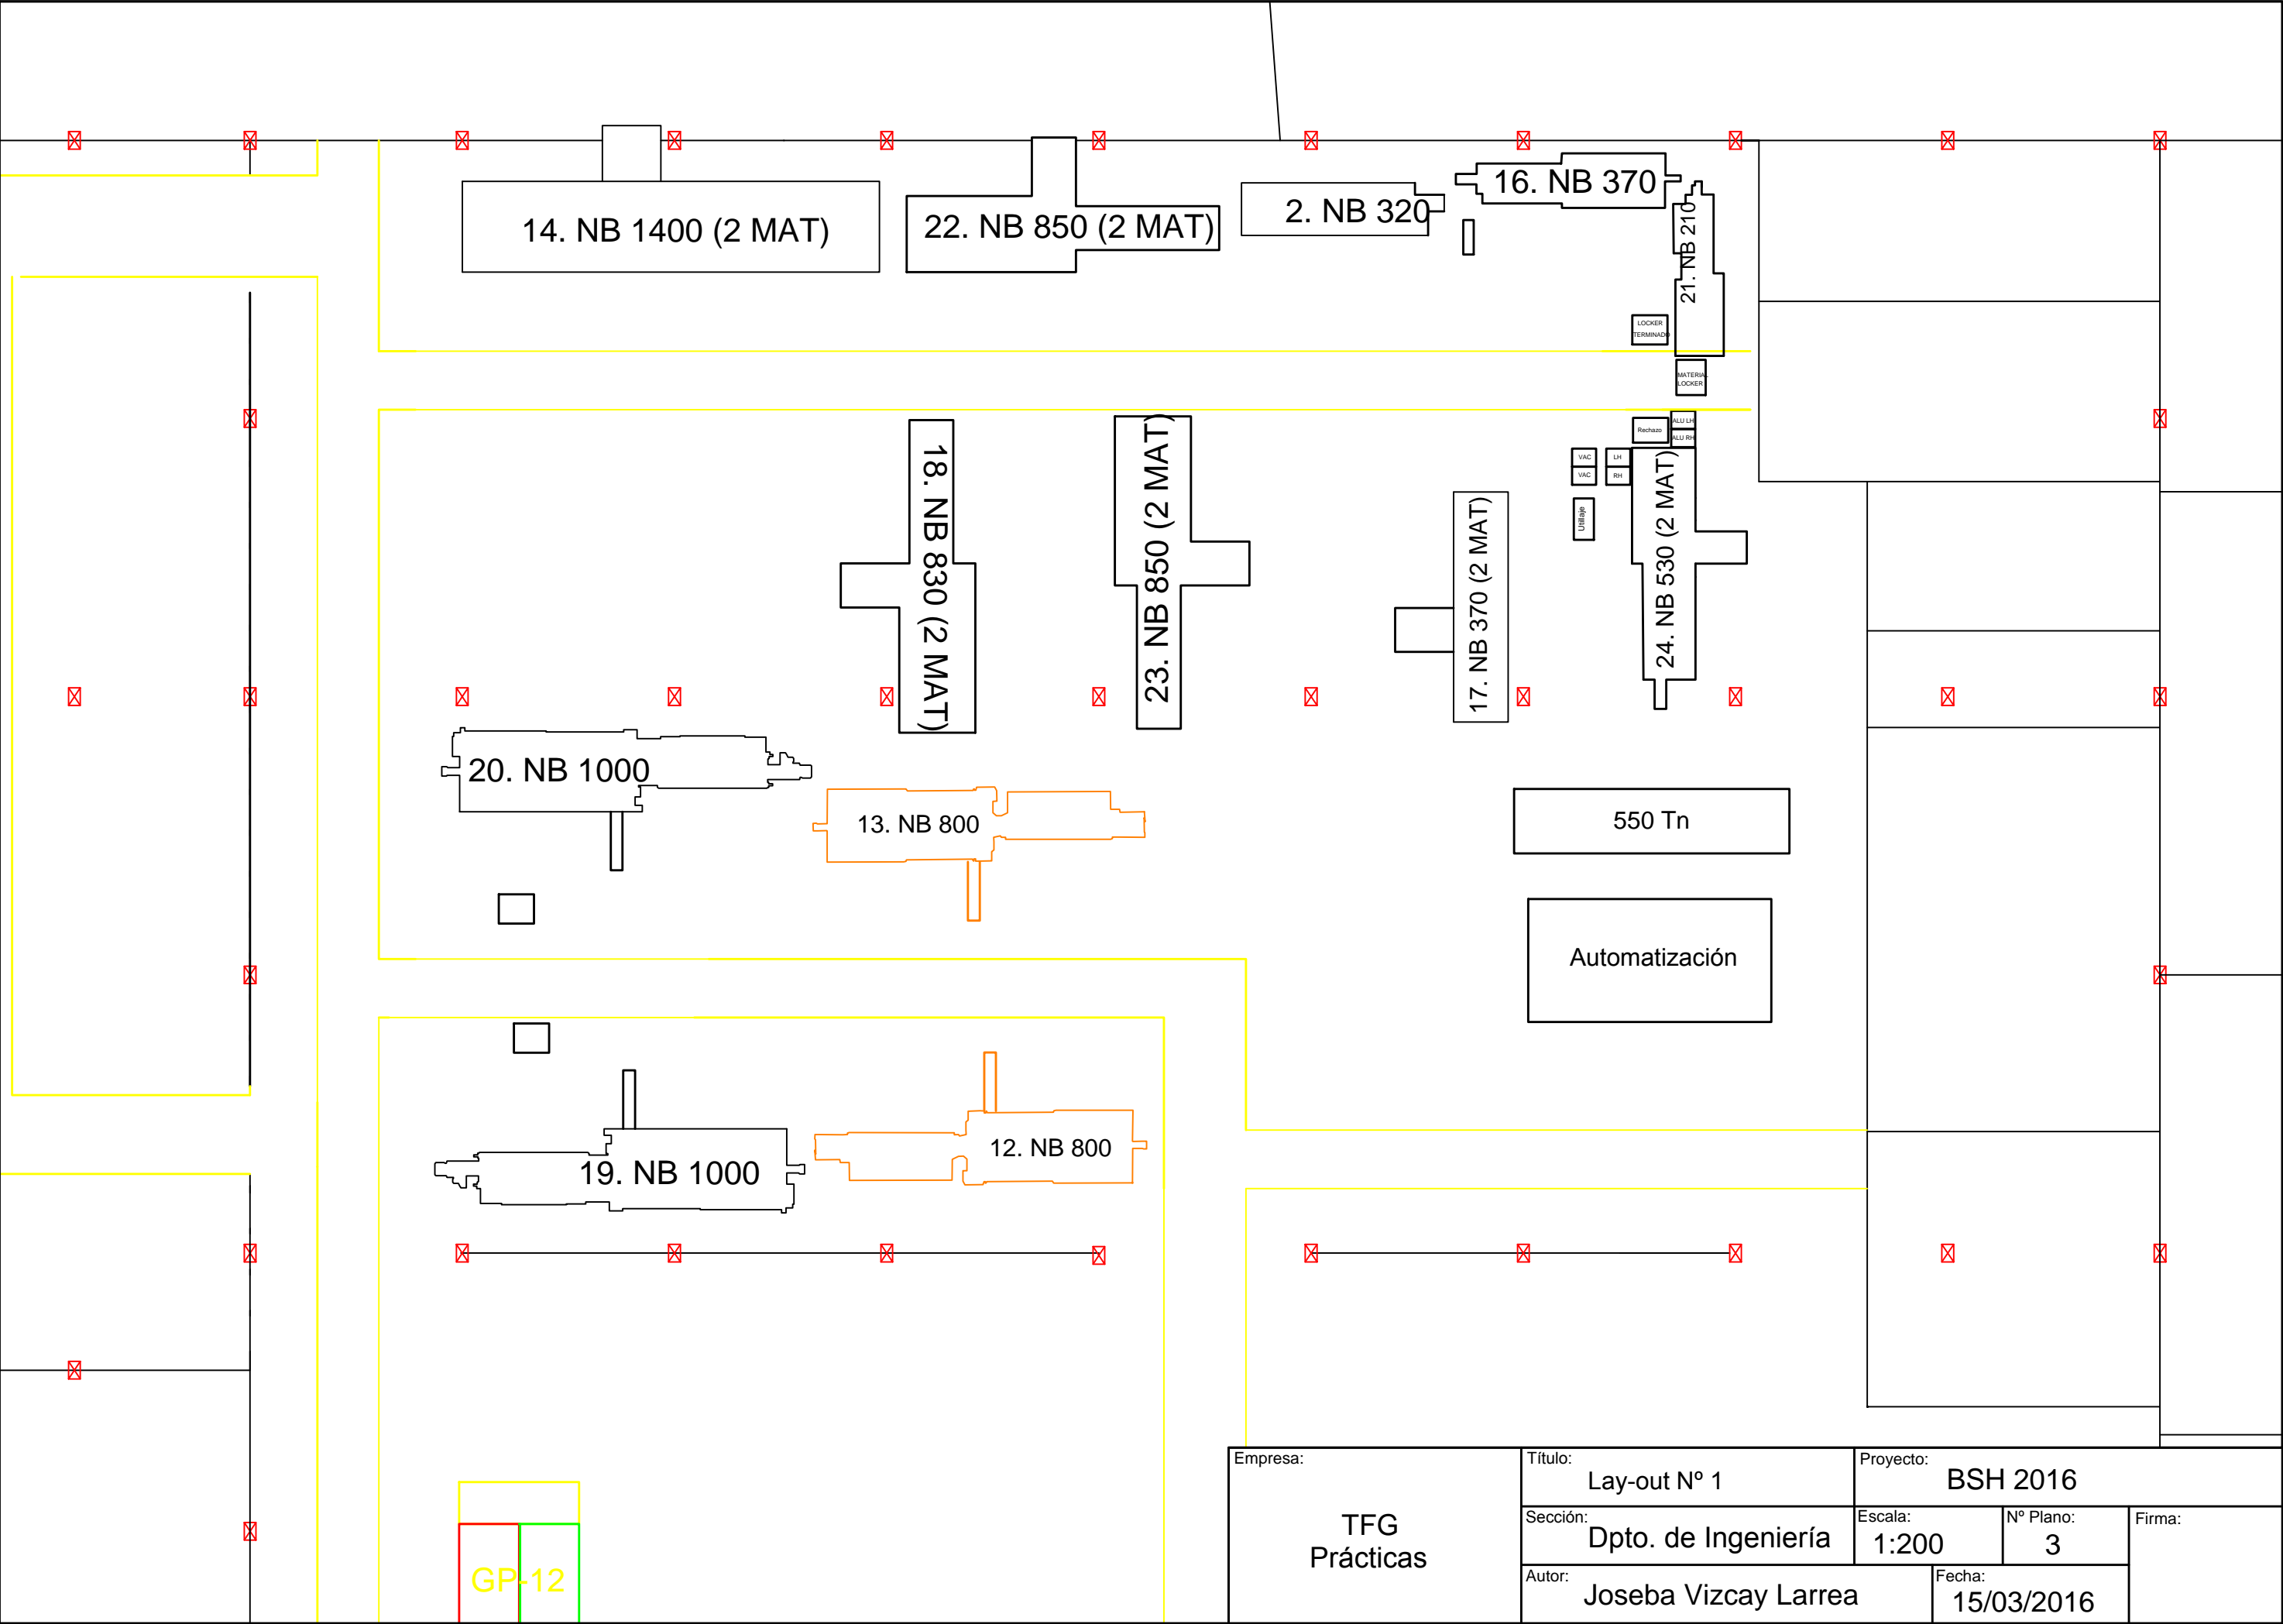 14. NB 1400 (2 MAT)
22. NB 850 (2 MAT)
2. NB 320
16. NB 370
21. NB 210
LOCKER
TERMINADO
MATERIAL
LOCKER
18. NB 830 (2 MAT)
23. NB 850 (2 MAT)
17. NB 370 (2 MAT)
24. NB 530 (2 MAT)
Rechazo
ALU LH
ALU RH
VAC
VAC
LH
RH
Utillaje
20. NB 1000
13. NB 800
550 Tn
Automatización
19. NB 1000
12. NB 800
GP-12
Empresa:
TFG
Prácticas
Título:
Lay-out Nº 1
Proyecto:
BSH 2016
Sección:
Dpto. de Ingeniería
Escala:
1:200
Nº Plano:
3
Firma:
Autor:
Joseba Vizcay Larrea
Fecha:
15/03/2016